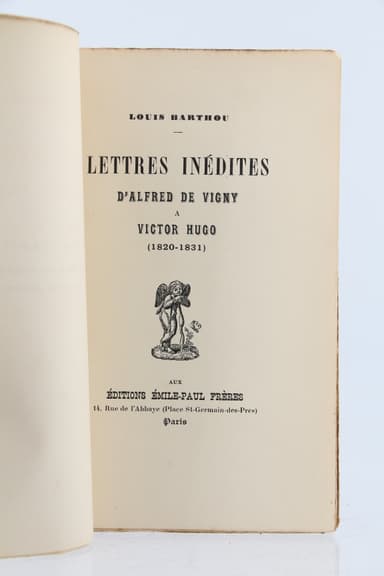 LOUIS BARTHOU
LETTRES INÉDITES
D'ALFRED DE VIGNY
A
VICTOR HUGO
(1820-1831)
AUX
ÉDITIONS ÉMILE-PAUL FRÈRES
14, Rue de l'Abbaye (Place St-Germain-des-Prés)
Paris